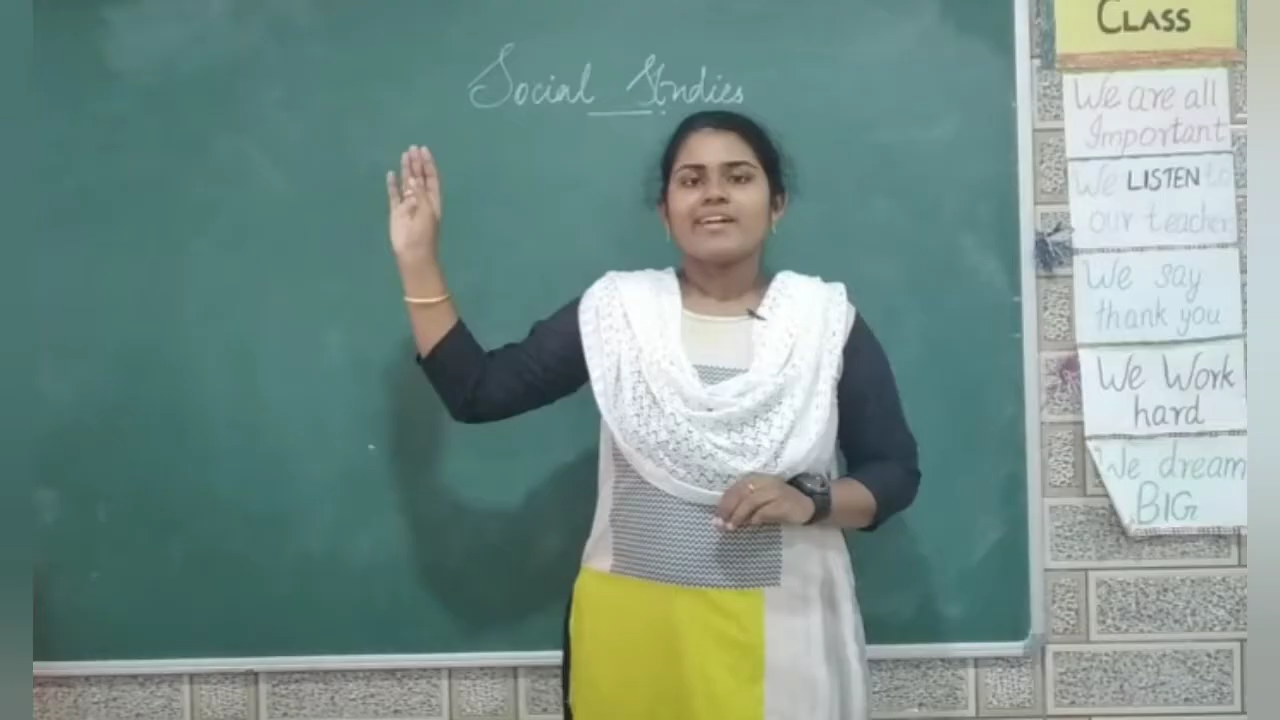 Social Studies
CLASS
We are all
Important
We LISTEN to
our teacher
We say
thank you
We Work
hard
We dream
BIG